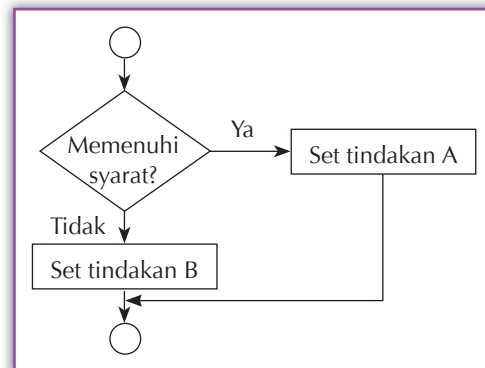 Memenuhi
syarat?
Ya
Set tindakan A
Tidak
Set tindakan B